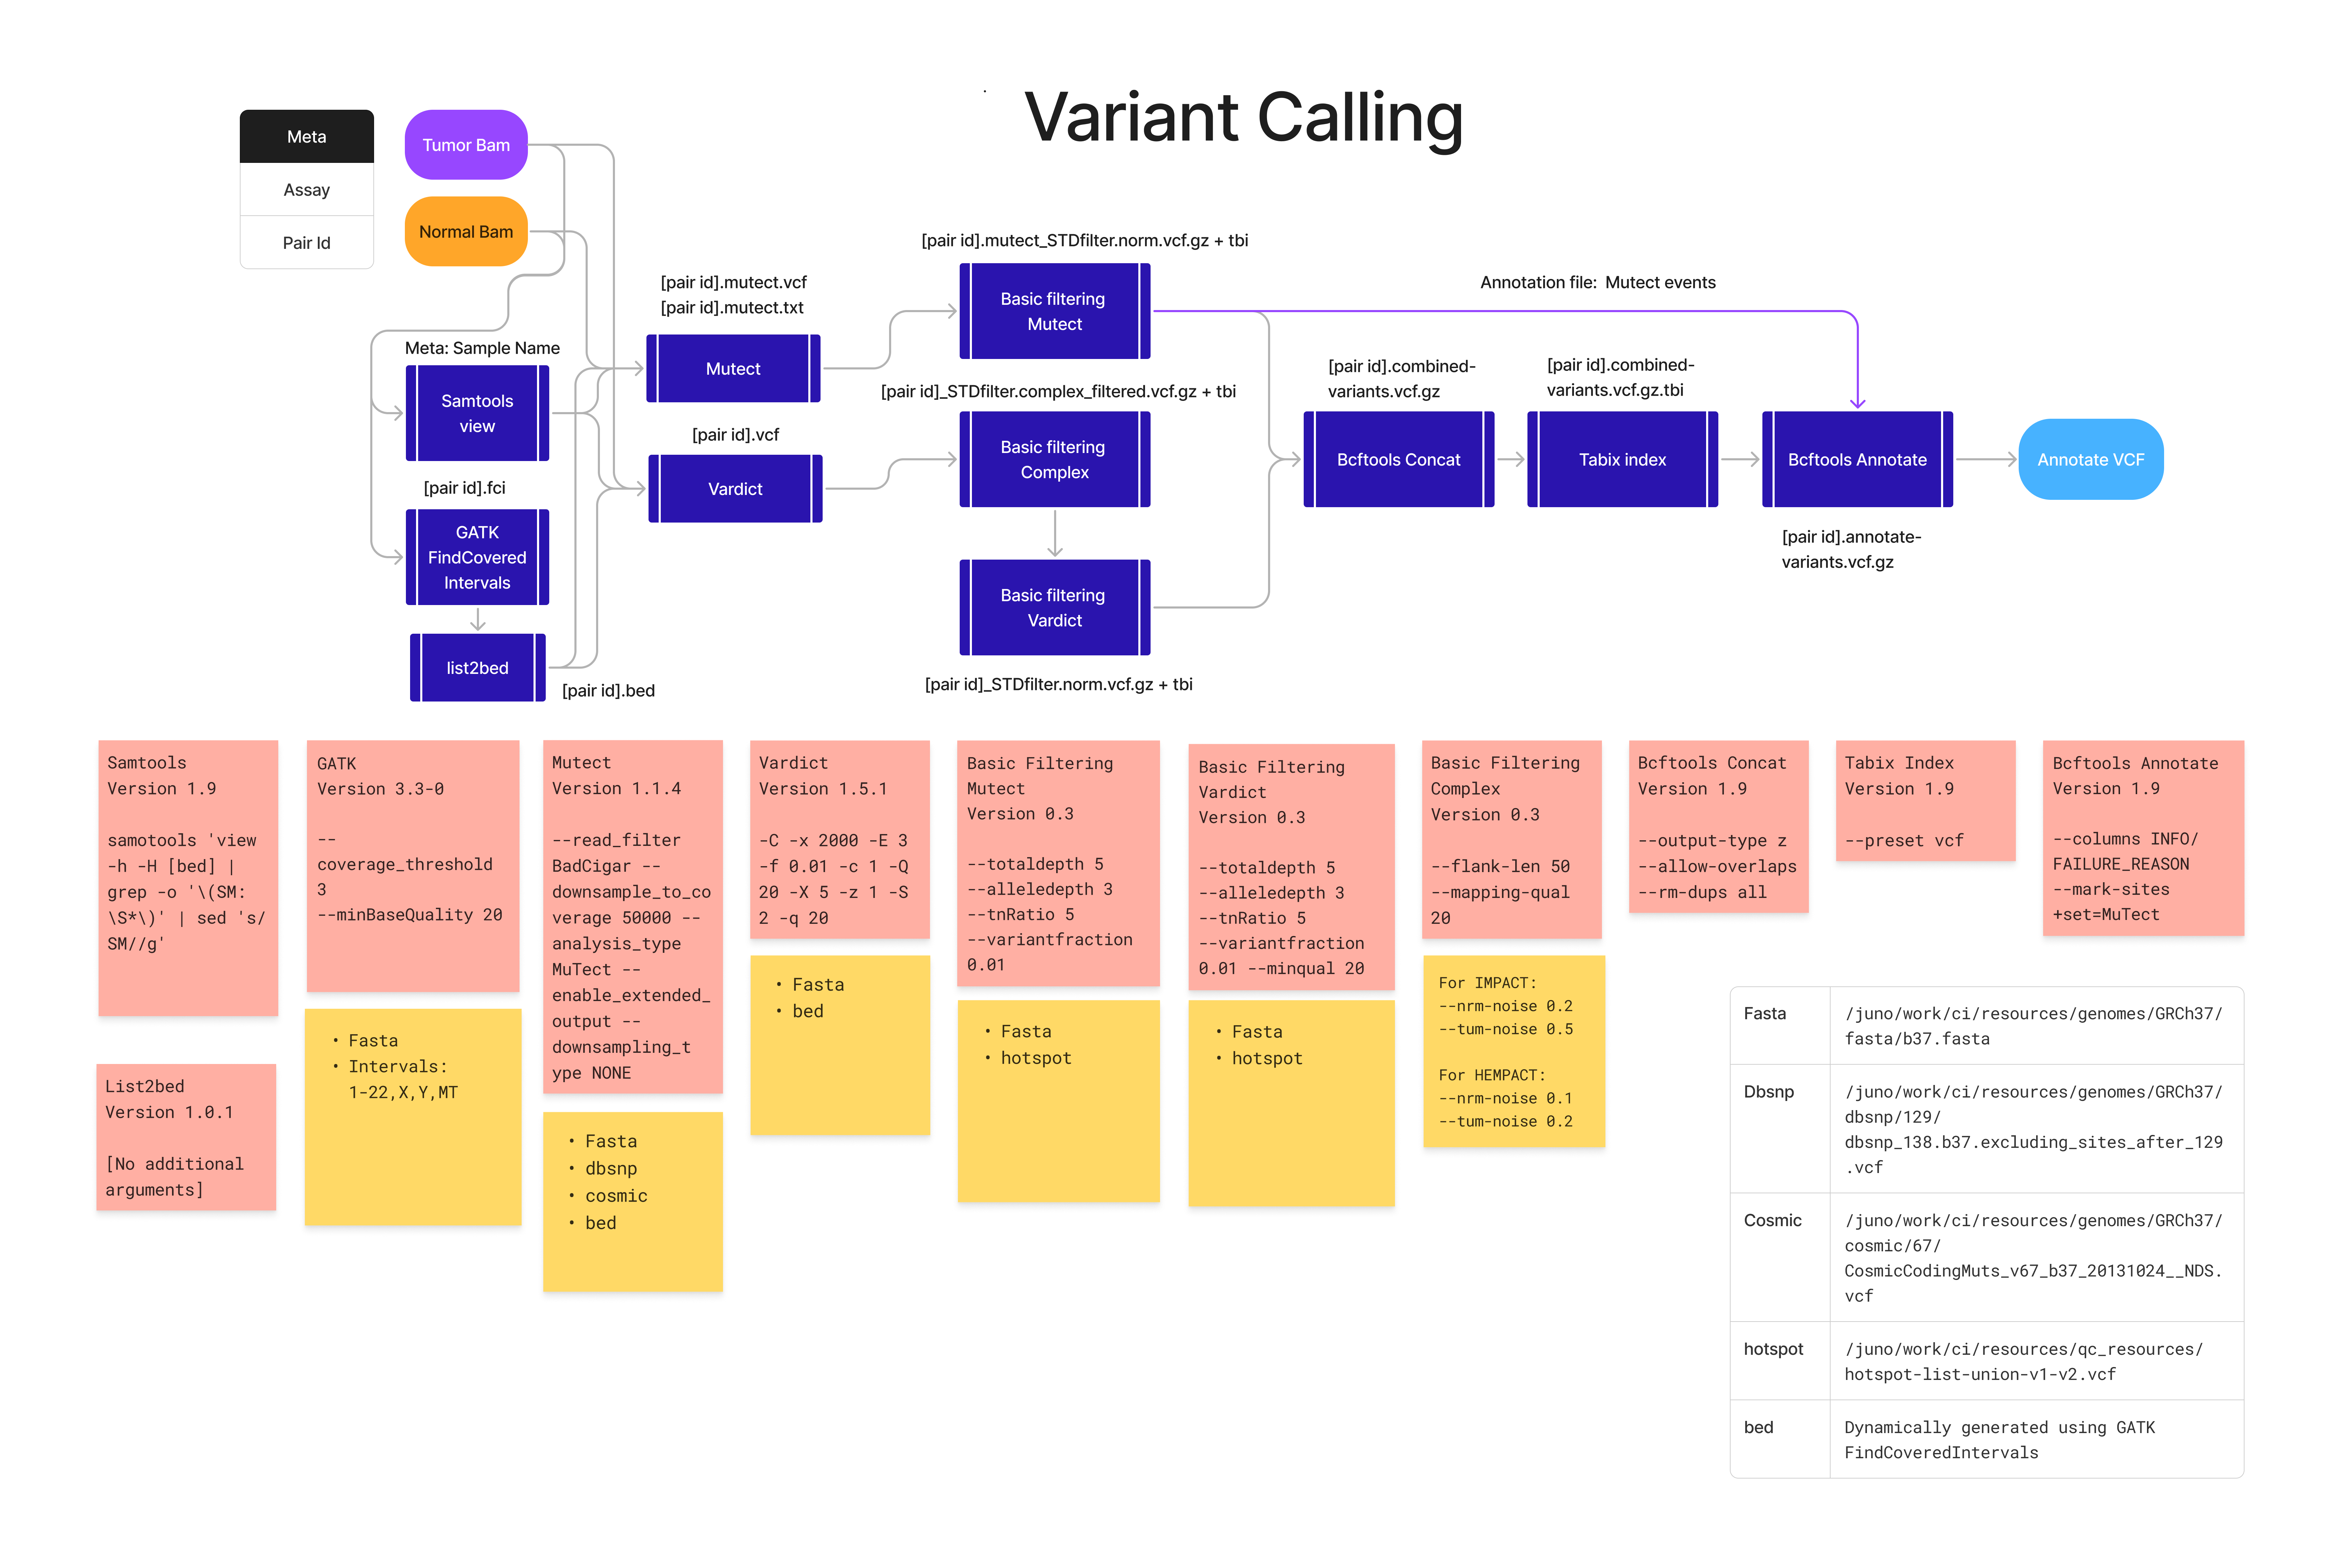 Variant Calling
Meta
Assay
Pair Id
Tumor Bam
Normal Bam
[pair id].mutect_STDfilter.norm.vcf.gz + tbi
[pair id].mutect.vcf
[pair id].mutect.txt
Basic filtering
Mutect
Annotation file:  Mutect events
Meta: Sample Name
Samtools
view
Mutect
[pair id]_STDfilter.complex_filtered.vcf.gz + tbi
[pair id].combined-
variants.vcf.gz
[pair id].combined-
variants.vcf.gz.tbi
[pair id].vcf
Basic filtering
Complex
Bcftools Concat
Tabix index
Bcftools Annotate
Annotate VCF
[pair id].fci
Vardict
GATK
FindCovered
Intervals
[pair id].annotate-
variants.vcf.gz
Basic filtering
Vardict
list2bed
[pair id].bed
[pair id]_STDfilter.norm.vcf.gz + tbi
Samtools
Version 1.9
samotools 'view
-h -H [bed] |
grep -o '\(SM:
\S*\)' | sed 's/
SM//g'
List2bed
Version 1.0.1
[No additional
arguments]
GATK
Version 3.3-0
--
coverage_threshold
3
--minBaseQuality 20
• Fasta
• Intervals:
1-22,X,Y,MT
Mutect
Version 1.1.4
--read_filter
BadCigar --
downsample_to_co
verage 50000 --
analysis_type
MuTect --
enable_extended_
output --
downsampling_t
ype NONE
• Fasta
• dbsnp
• cosmic
• bed
Vardict
Version 1.5.1
-C -x 2000 -E 3
-f 0.01 -c 1 -Q
20 -X 5 -z 1 -S
2 -q 20
• Fasta
• bed
Basic Filtering
Mutect
Version 0.3
--totaldepth 5
--alleledepth 3
--tnRatio 5
--variantfraction
0.01
• Fasta
• hotspot
Basic Filtering
Vardict
Version 0.3
--totaldepth 5
--alleledepth 3
--tnRatio 5
--variantfraction
0.01 --minqual 20
• Fasta
• hotspot
Basic Filtering
Complex
Version 0.3
--flank-len 50
--mapping-qual
20
For IMPACT:
--nrm-noise 0.2
--tum-noise 0.5
For HEMPACT:
--nrm-noise 0.1
--tum-noise 0.2
Bcftools Concat
Version 1.9
--output-type z
--allow-overlaps
--rm-dups all
Tabix Index
Version 1.9
--preset vcf
Bcftools Annotate
Version 1.9
--columns INFO/
FAILURE_REASON
--mark-sites
+set=MuTect
Fasta
/juno/work/ci/resources/genomes/GRCh37/
fasta/b37.fasta
Dbsnp
/juno/work/ci/resources/genomes/GRCh37/
dbsnp/129/
dbsnp_138.b37.excluding_sites_after_129
.vcf
Cosmic
/juno/work/ci/resources/genomes/GRCh37/
cosmic/67/
CosmicCodingMuts_v67_b37_20131024__NDS.
vcf
hotspot
/juno/work/ci/resources/qc_resources/
hotspot-list-union-v1-v2.vcf
bed
Dynamically generated using GATK
FindCoveredIntervals